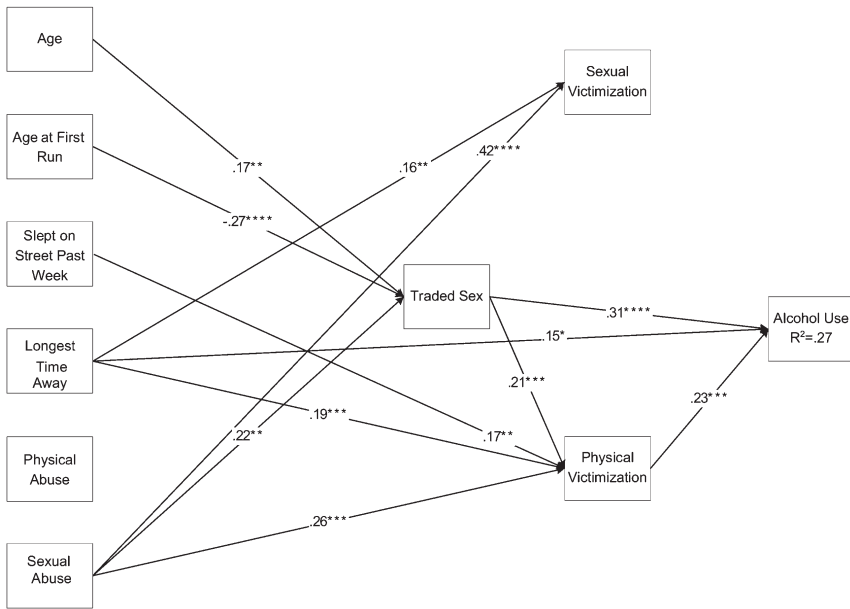 Age
Age at First
Run
Slept on
Street Past
Week
Longest
Time
Away
Physical
Abuse
Sexual
Abuse
.17**
-.27****
.16**
.42****
.22**
.19***
.26***
.17**
Traded Sex
.21***
.31****
.15*
.23***
Sexual
Victimization
Physical
Victimization
Alcohol Use
R²=.27